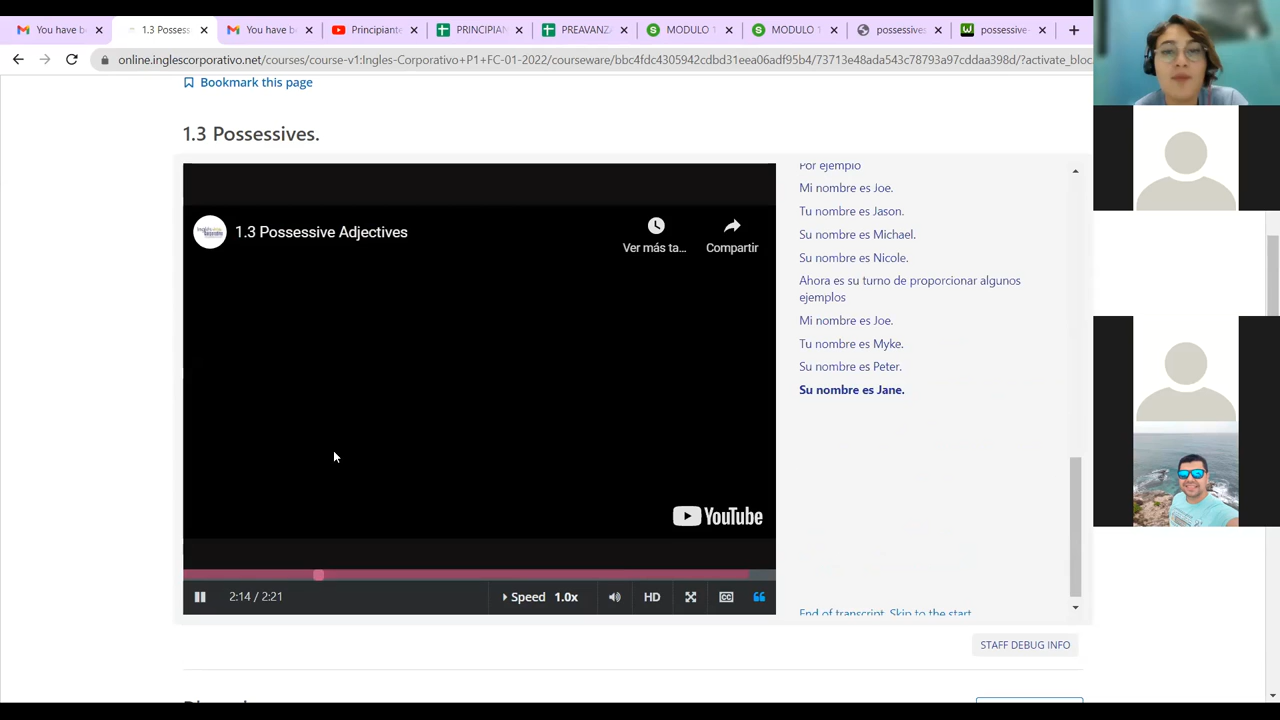 You have b
1.3 Possess
You have b
Principiante
PRINCIPIAN
PREAVANZA
MODULO 1
MODULO 1
possessives
possessive-
online.inglescorporativo.net/courses/course-v1:Ingles-Corporativo+P1+FC-01-2022/courseware/bbc4fdc4305942cdbd31eea06adf95b4/73713e48ada543c78793a97cddaa398d/?activate_bloc
Bookmark this page
1.3 Possessives.
1.3 Possessive Adjectives
Ver más ta...
Compartir
YouTube
2:14 / 2:21
Speed 1.0x
HD
CC
Por ejemplo
Mi nombre es Joe.
Tu nombre es Jason.
Su nombre es Michael.
Su nombre es Nicole.
Ahora es su turno de proporcionar algunos
ejemplos
Mi nombre es Joe.
Tu nombre es Myke.
Su nombre es Peter.
Su nombre es Jane.
End of transcript. Skip to the start.
STAFF DEBUG INFO